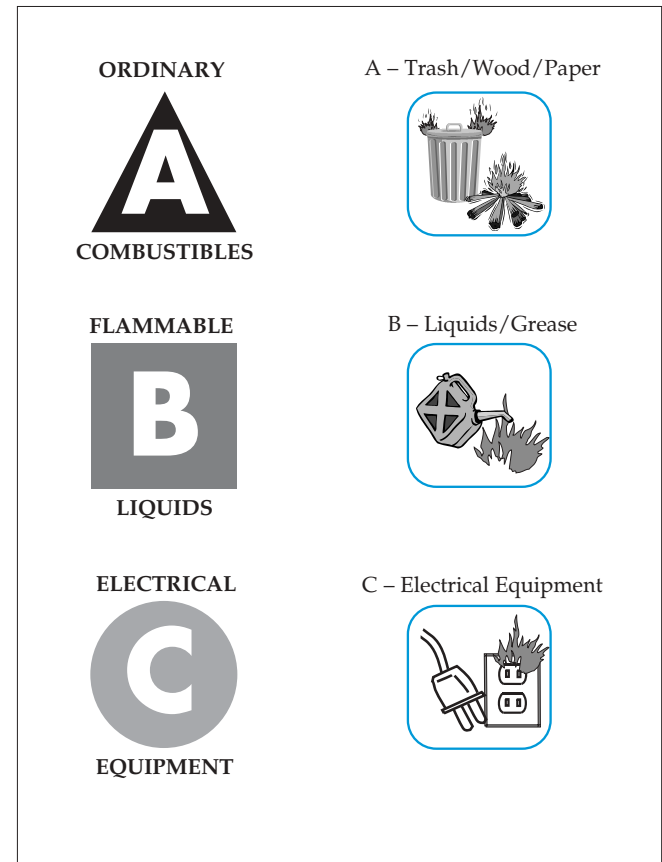 ORDINARY
A
COMBUSTIBLES
A – Trash/Wood/Paper
FLAMMABLE
B
LIQUIDS
B – Liquids/Grease
ELECTRICAL
C
EQUIPMENT
C – Electrical Equipment